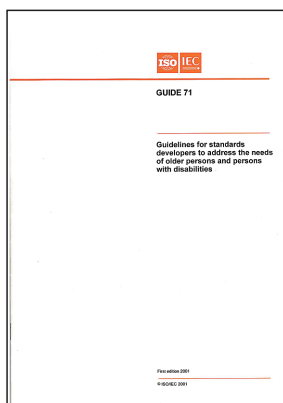 ISO IEC
GUIDE 71
Guidelines for standards
developers to address the needs
of older persons and persons
with disabilities
First edition 2001
© ISO/IEC 2001